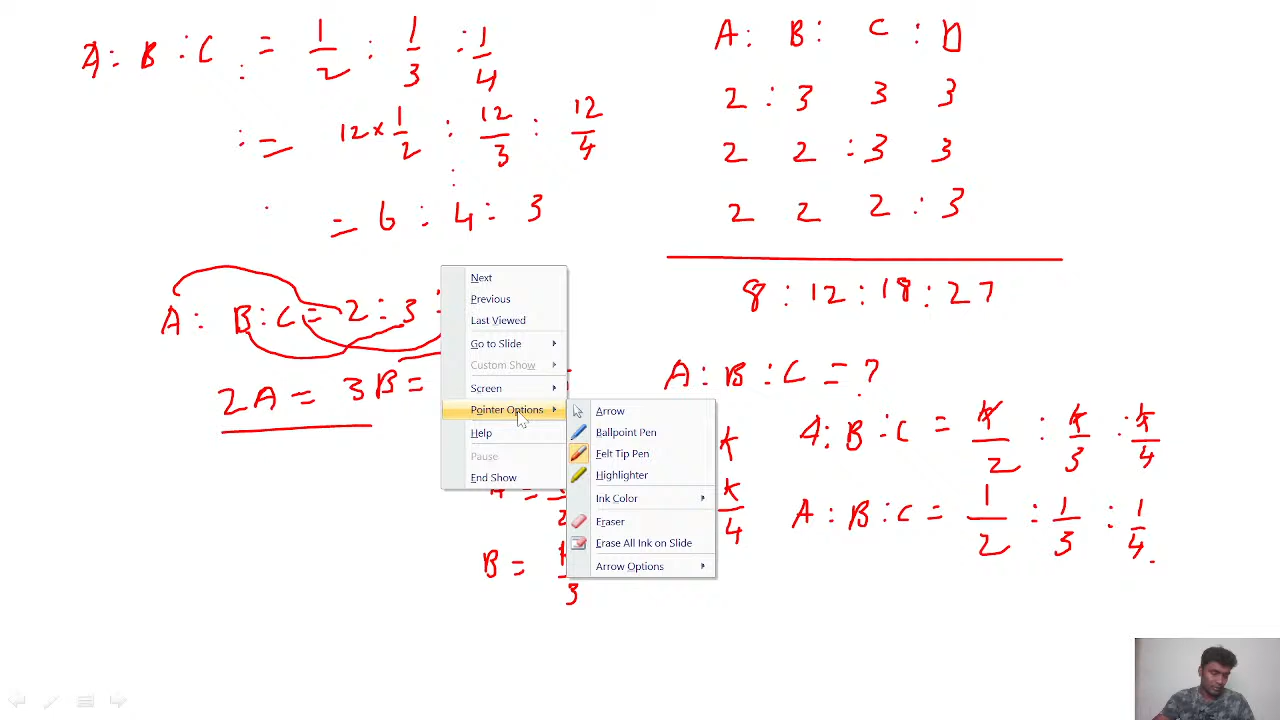 A : B : C = 1/2 : 1/3 : 1/4
= 12 × 1/2 : 12/3 : 12/4
= 6 : 4 : 3
A : B : C = 2 : 3 :
2A = 3B =
A : B : C : D
2 : 3 3 3
2 2 : 3 3
2 2 2 : 3
8 : 12 : 18 : 27
A : B : C = ?
A : B : C = k/2 : k/3 : k/4
A : B : C = 1/2 : 1/3 : 1/4.
k
k/4
A =
2
B = k/3
Next
Previous
Last Viewed
Go to Slide
Custom Show
Screen
Pointer Options
Help
Pause
End Show
Arrow
Ballpoint Pen
Felt Tip Pen
Highlighter
Ink Color
Eraser
Erase All Ink on Slide
Arrow Options